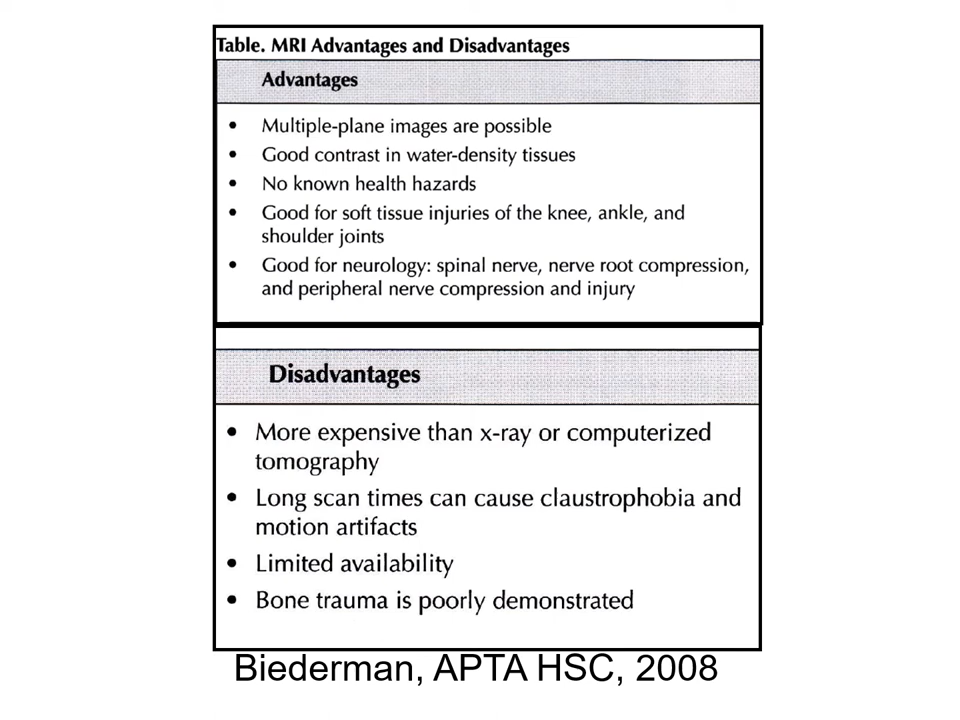 Table. MRI Advantages and Disadvantages
Advantages
• Multiple-plane images are possible
• Good contrast in water-density tissues
• No known health hazards
• Good for soft tissue injuries of the knee, ankle, and
shoulder joints
• Good for neurology: spinal nerve, nerve root compression,
and peripheral nerve compression and injury
Disadvantages
• More expensive than x-ray or computerized
tomography
• Long scan times can cause claustrophobia and
motion artifacts
• Limited availability
• Bone trauma is poorly demonstrated
Biederman, APTA HSC, 2008